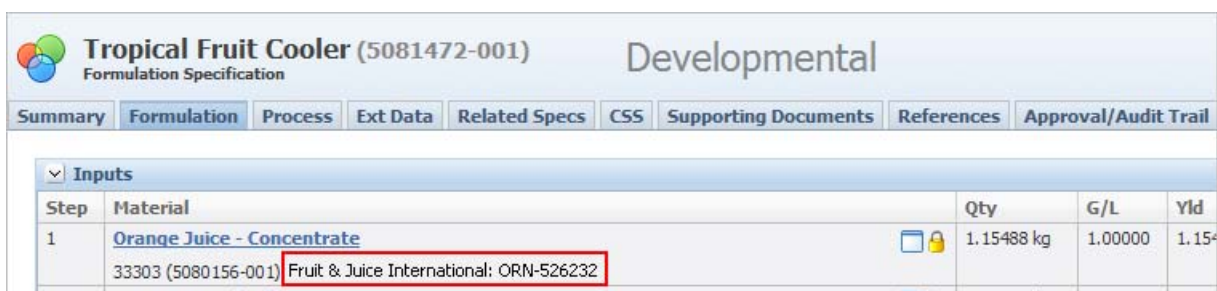 Tropical Fruit Cooler (5081472-001) Developmental
Formulation Specification
Summary Formulation Process Ext Data Related Specs CSS Supporting Documents References Approval/Audit Trail
Inputs
Step Material Qty G/L Yld
1 Orange Juice - Concentrate 1.15488 kg 1.00000 1.154
33303 (5080156-001) Fruit & Juice International: ORN-526232